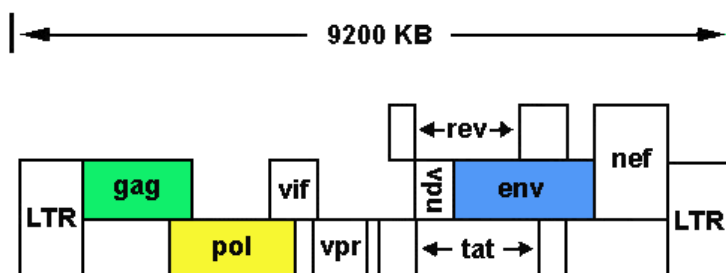 9200 KB
rev
nef
gag
vif
vpu
env
LTR
LTR
pol
vpr
tat